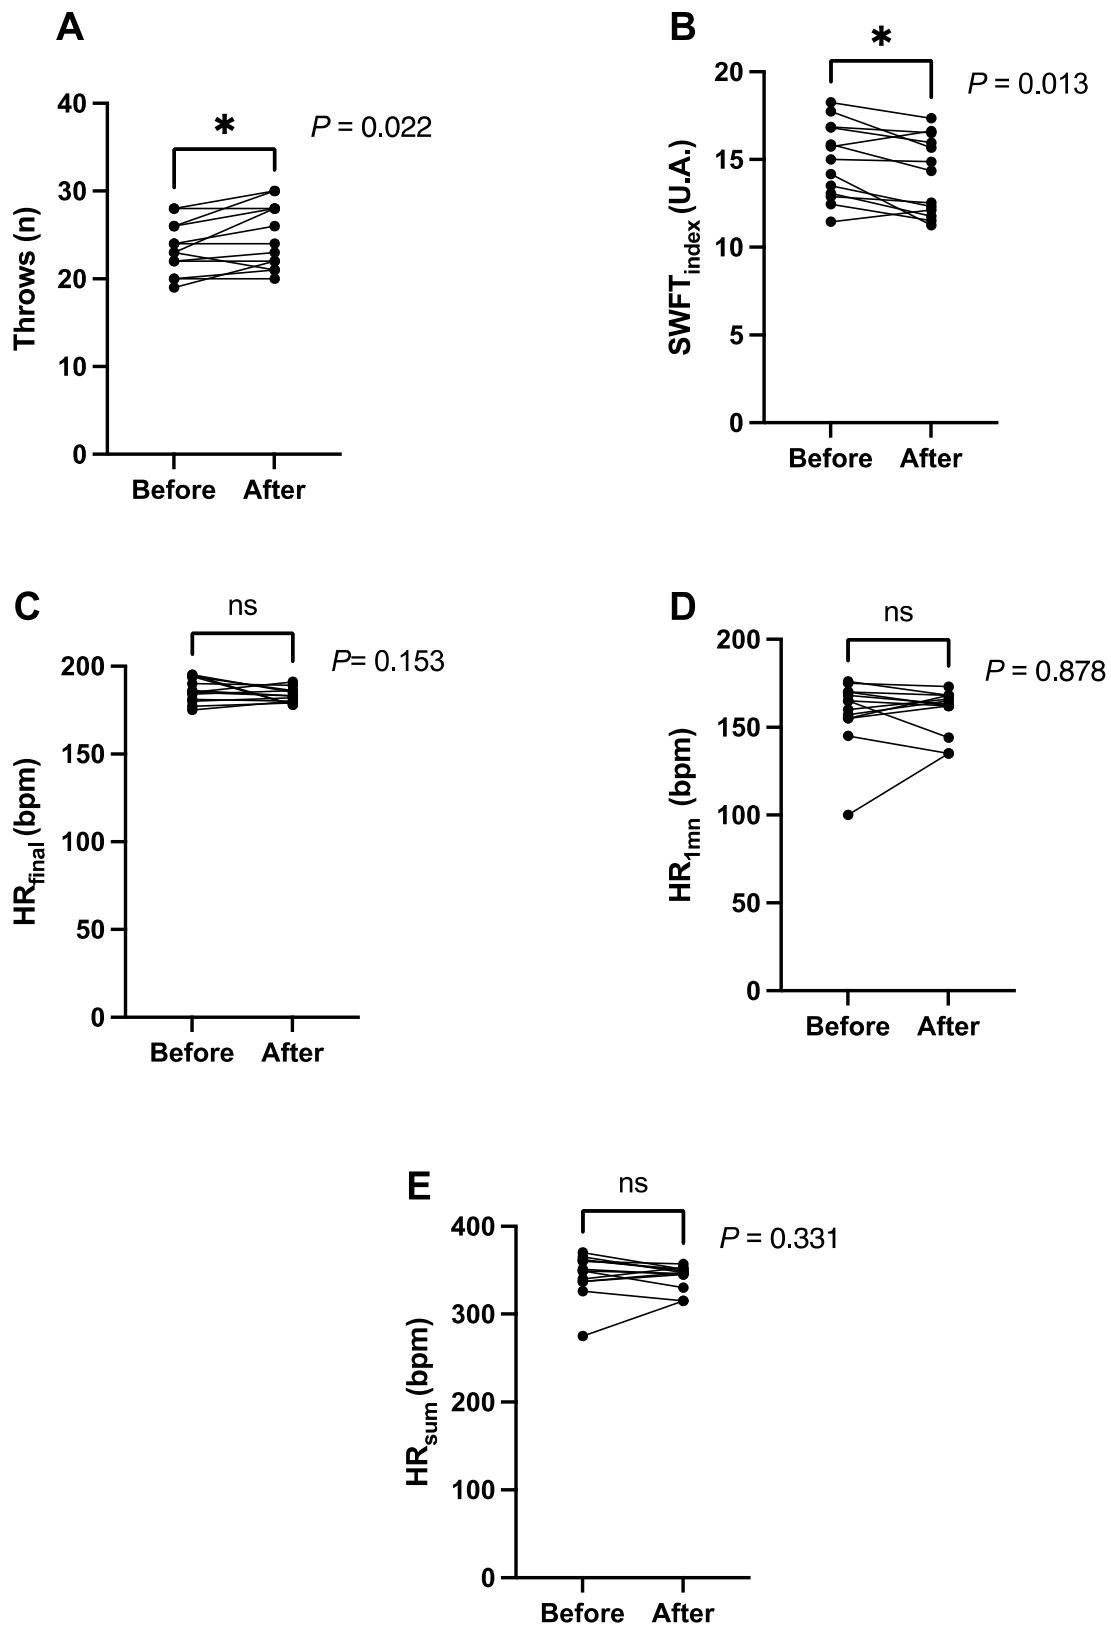 A
Throws (n)
40
30
20
10
0
*
P = 0.022
Before After
B
SWFTindex (U.A.)
20
15
10
5
0
*
P = 0.013
Before After
C
HRfinal (bpm)
200
150
100
50
0
ns
P= 0.153
Before After
D
HR1mn (bpm)
200
150
100
50
0
ns
P = 0.878
Before After
E
HRsum (bpm)
400
300
200
100
0
ns
P = 0.331
Before After